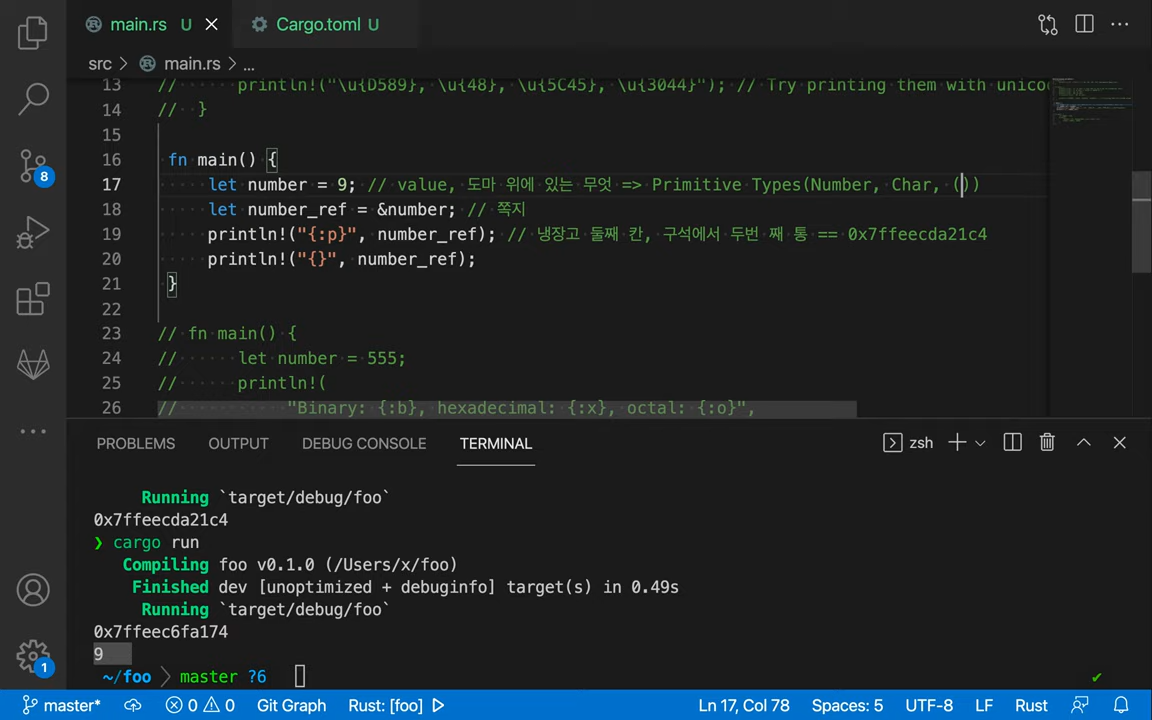 main.rs U Cargo.toml U
src > main.rs > ...
13 // println!("\u{D589}, \u{48}, \u{5C45}, \u{3044}"); // Try printing them with unico
14 // }
15
16 fn main() {
17 let number = 9; // value, 도마 위에 있는 무엇 => Primitive Types(Number, Char, ())
18 let number_ref = &number; // 쪽지
19 println!("{:p}", number_ref); // 냉장고 둘째 칸, 구석에서 두번 째 통 == 0x7ffeecda21c4
20 println!("{}", number_ref);
21 }
22
23 // fn main() {
24 // let number = 555;
25 // println!(
26 // "Binary: {:b}, hexadecimal: {:x}, octal: {:o}",
8
PROBLEMS OUTPUT DEBUG CONSOLE TERMINAL zsh
Running `target/debug/foo`
0x7ffeecda21c4
❯ cargo run
Compiling foo v0.1.0 (/Users/x/foo)
Finished dev [unoptimized + debuginfo] target(s) in 0.49s
Running `target/debug/foo`
0x7ffeec6fa174
9
~/foo > master ?6 ✔
1
master* 0 0 Git Graph Rust: [foo] Ln 17, Col 78 Spaces: 5 UTF-8 LF Rust